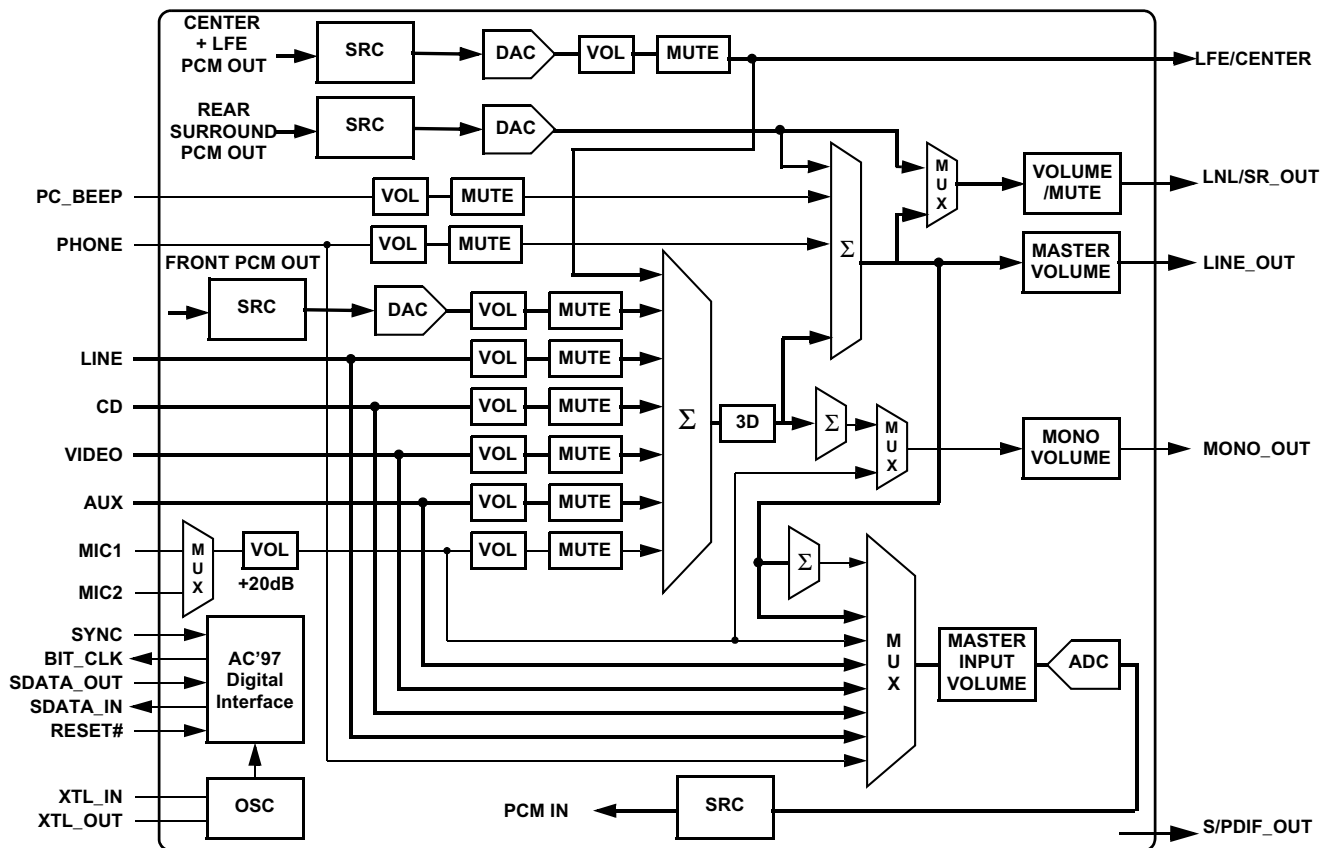 CENTER
+ LFE
PCM OUT
SRC
DAC
VOL
MUTE
LFE/CENTER
REAR
SURROUND
PCM OUT
SRC
DAC
MUX
VOLUME
/MUTE
LNL/SR_OUT
PC_BEEP
VOL
MUTE
PHONE
VOL
MUTE
Σ
MASTER
VOLUME
LINE_OUT
FRONT PCM OUT
SRC
DAC
VOL
MUTE
LINE
VOL
MUTE
CD
VOL
MUTE
Σ
3D
Σ
MUX
MONO
VOLUME
MONO_OUT
VIDEO
VOL
MUTE
AUX
VOL
MUTE
MIC1
MUX
VOL
+20dB
VOL
MUTE
MIC2
Σ
MUX
MASTER
INPUT
VOLUME
ADC
SYNC
BIT_CLK
SDATA_OUT
SDATA_IN
RESET#
AC'97
Digital
Interface
XTL_IN
XTL_OUT
OSC
PCM IN
SRC
S/PDIF_OUT